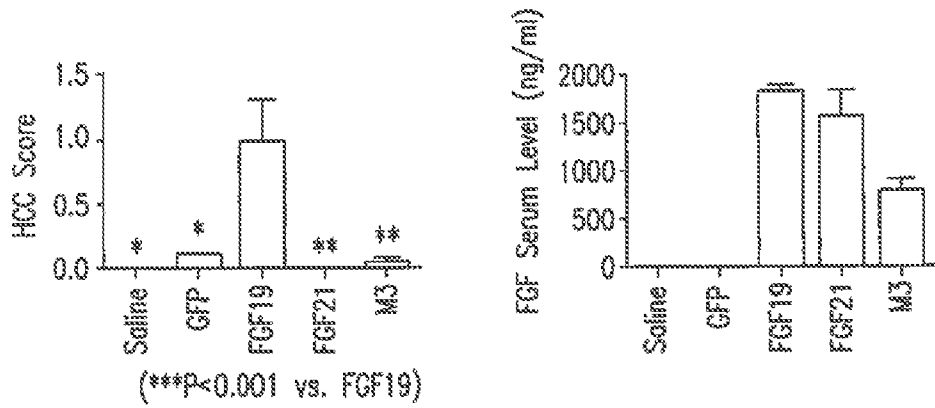 HCC Score
1.5
1.0
0.5
0.0
*
*
**
**
Saline
GFP
FGF19
FGF21
M3
(***P<0.001 vs. FGF19)
FGF Serum Level (ng/ml)
2000
1500
1000
500
0
Saline
GFP
FGF19
FGF21
M3